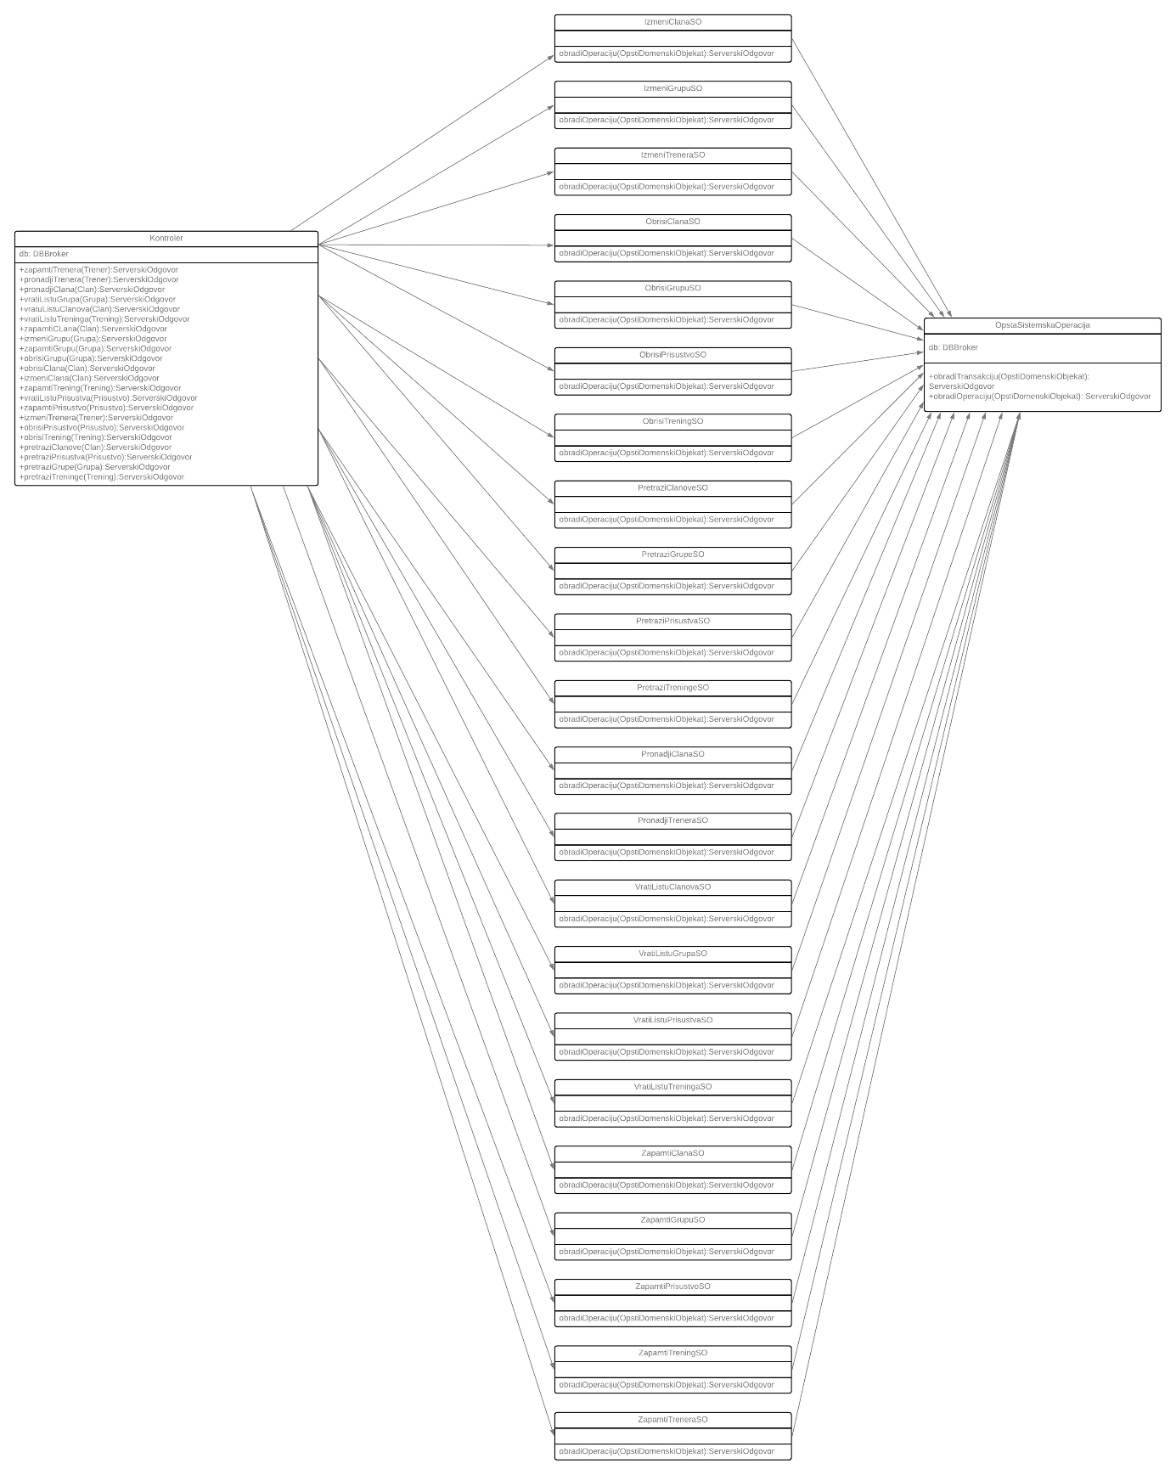 Kontroler
db: DBBroker
+zapamtiTrenera(Trener):ServerskiOdgovor
+pronadjiTrenera(Trener):ServerskiOdgovor
+pronadjiClana(Clan):ServerskiOdgovor
+vratiListuGrupa(Grupa):ServerskiOdgovor
+vratuListuClanova(Clan):ServerskiOdgovor
+vratiListuTreninga(Trening):ServerskiOdgovor
+zapamtiCLana(Clan):ServerskiOdgovor
+izmeniGrupu(Grupa):ServerskiOdgovor
+zapamtiGrupu(Grupa):ServerskiOdgovor
+obrisiGrupu(Grupa):ServerskiOdgovor
+obrisiClana(Clan):ServerskiOdgovor
+izmeniClana(Clan):ServerskiOdgovor
+zapamtiTrening(Trening):ServerskiOdgovor
+vratiListuPrisustva(Prisustvo):ServerskiOdgovor
+zapamtiPrisustvo(Prisustvo):ServerskiOdgovor
+izmeniTrenera(Trener):ServerskiOdgovor
+obrisiPrisustvo(Prisustvo):ServerskiOdgovor
+obrisiTrening(Trening):ServerskiOdgovor
+pretraziClanove(Clan):ServerskiOdgovor
+pretraziPrisustva(Prisustvo):ServerskiOdgovor
+pretraziGrupe(Grupa):ServerskiOdgovor
+pretraziTreninge(Trening):ServerskiOdgovor
IzmeniClanaSO
obradiOperaciju(OpstiDomenskiObjekat):ServerskiOdgovor
IzmeniGrupuSO
obradiOperaciju(OpstiDomenskiObjekat):ServerskiOdgovor
IzmeniTreneraSO
obradiOperaciju(OpstiDomenskiObjekat):ServerskiOdgovor
ObrisiClanaSO
obradiOperaciju(OpstiDomenskiObjekat):ServerskiOdgovor
ObrisiGrupuSO
obradiOperaciju(OpstiDomenskiObjekat):ServerskiOdgovor
ObrisiPrisustvoSO
obradiOperaciju(OpstiDomenskiObjekat):ServerskiOdgovor
ObrisiTreningSO
obradiOperaciju(OpstiDomenskiObjekat):ServerskiOdgovor
PretraziClanoveSO
obradiOperaciju(OpstiDomenskiObjekat):ServerskiOdgovor
PretraziGrupeSO
obradiOperaciju(OpstiDomenskiObjekat):ServerskiOdgovor
PretraziPrisustvaSO
obradiOperaciju(OpstiDomenskiObjekat):ServerskiOdgovor
PretraziTreningeSO
obradiOperaciju(OpstiDomenskiObjekat):ServerskiOdgovor
PronadjiClanaSO
obradiOperaciju(OpstiDomenskiObjekat):ServerskiOdgovor
PronadjiTreneraSO
obradiOperaciju(OpstiDomenskiObjekat):ServerskiOdgovor
VratiListuClanovaSO
obradiOperaciju(OpstiDomenskiObjekat):ServerskiOdgovor
VratiListuGrupaSO
obradiOperaciju(OpstiDomenskiObjekat):ServerskiOdgovor
VratiListuPrisustvaSO
obradiOperaciju(OpstiDomenskiObjekat):ServerskiOdgovor
VratiListuTreningaSO
obradiOperaciju(OpstiDomenskiObjekat):ServerskiOdgovor
ZapamtiClanaSO
obradiOperaciju(OpstiDomenskiObjekat):ServerskiOdgovor
ZapamtiGrupuSO
obradiOperaciju(OpstiDomenskiObjekat):ServerskiOdgovor
ZapamtiPrisustvoSO
obradiOperaciju(OpstiDomenskiObjekat):ServerskiOdgovor
ZapamtiTreningSO
obradiOperaciju(OpstiDomenskiObjekat):ServerskiOdgovor
ZapamtiTreneraSO
obradiOperaciju(OpstiDomenskiObjekat):ServerskiOdgovor
OpstaSistemskaOperacija
db: DBBroker
+obradiTransakciju(OpstiDomenskiObjekat):
ServerskiOdgovor
+obradiOperaciju(OpstiDomenskiObjekat): ServerskiOdgovor